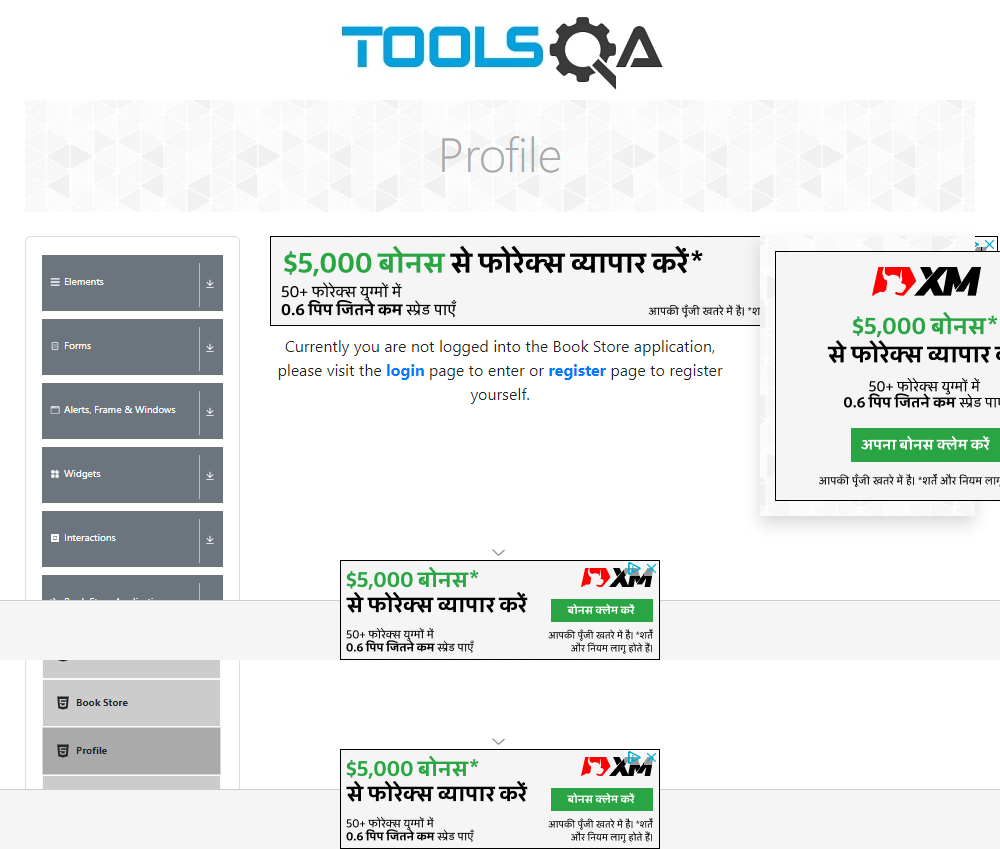 TOOLSQA
Profile
Elements
Forms
Alerts, Frame & Windows
Widgets
Interactions
Book Store
Profile
$5,000 बोनस से फोरेक्स व्यापार करें*
50+ फोरेक्स युग्मों में
0.6 पिप जितने कम स्प्रेड पाएँ
आपकी पूँजी खतरे में है। *श
Currently you are not logged into the Book Store application,
please visit the login page to enter or register page to register
yourself.
XM
$5,000 बोनस*
से फोरेक्स व्यापार
50+ फोरेक्स युग्मों में
0.6 पिप जितने कम स्प्रेड
अपना बोनस क्लेम करें
आपकी पूँजी खतरे में है। *शर्तें और नियम
$5,000 बोनस*
से फोरेक्स व्यापार करें
50+ फोरेक्स युग्मों में
0.6 पिप जितने कम स्प्रेड पाएँ
XM
बोनस क्लेम करें
आपकी पूँजी खतरे में है। *शर्तें
और नियम लागू होते हैं।
$5,000 बोनस*
से फोरेक्स व्यापार करें
50+ फोरेक्स युग्मों में
0.6 पिप जितने कम स्प्रेड पाएँ
XM
बोनस क्लेम करें
आपकी पूँजी खतरे में है। *शर्तें
और नियम लागू होते हैं।